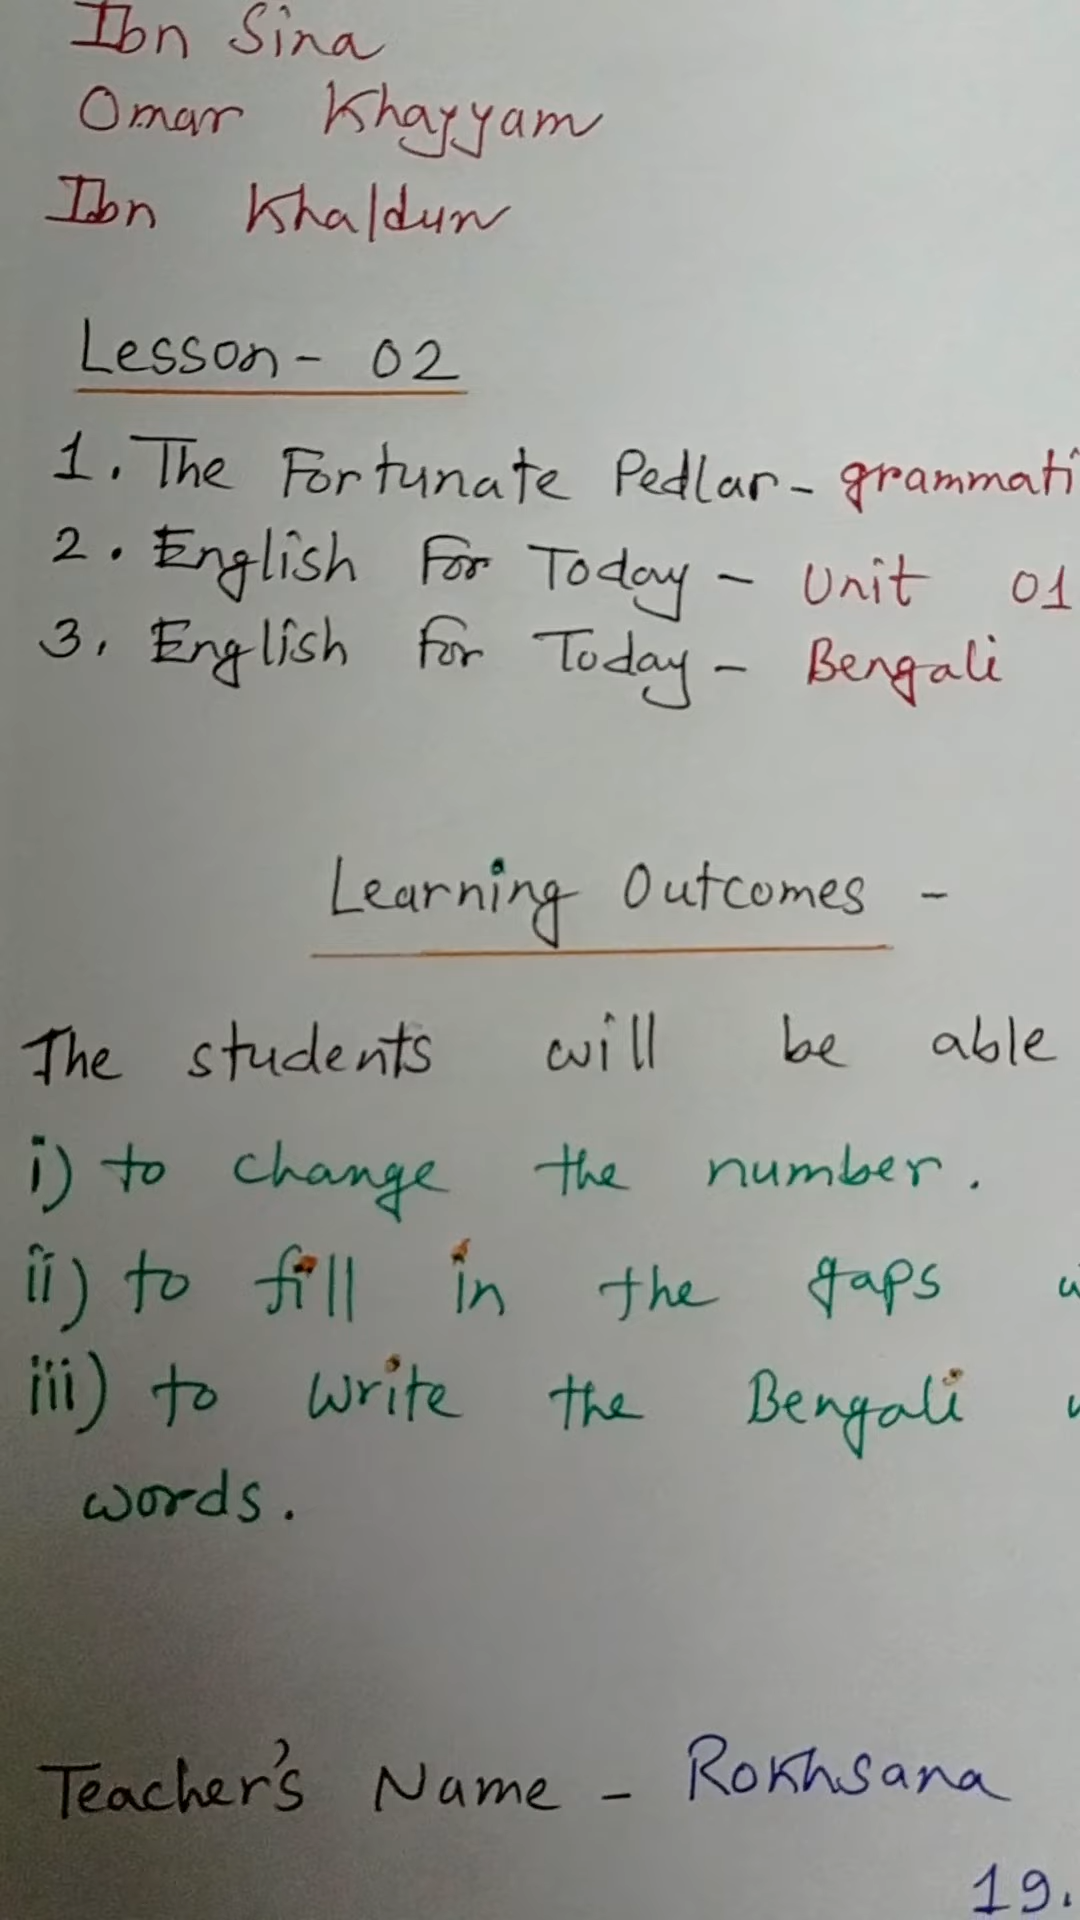 Ibn Sina
Omar Khayyam
Ibn Khaldun
Lesson - 02
1. The Fortunate Pedlar - grammati
2. English For Today - Unit 01
3. English For Today - Bengali
Learning Outcomes -
The students will be able
i) to change the number.
ii) to fill in the gaps
iii) to write the Bengali
words.
Teacher's Name - Rokhsana
19.